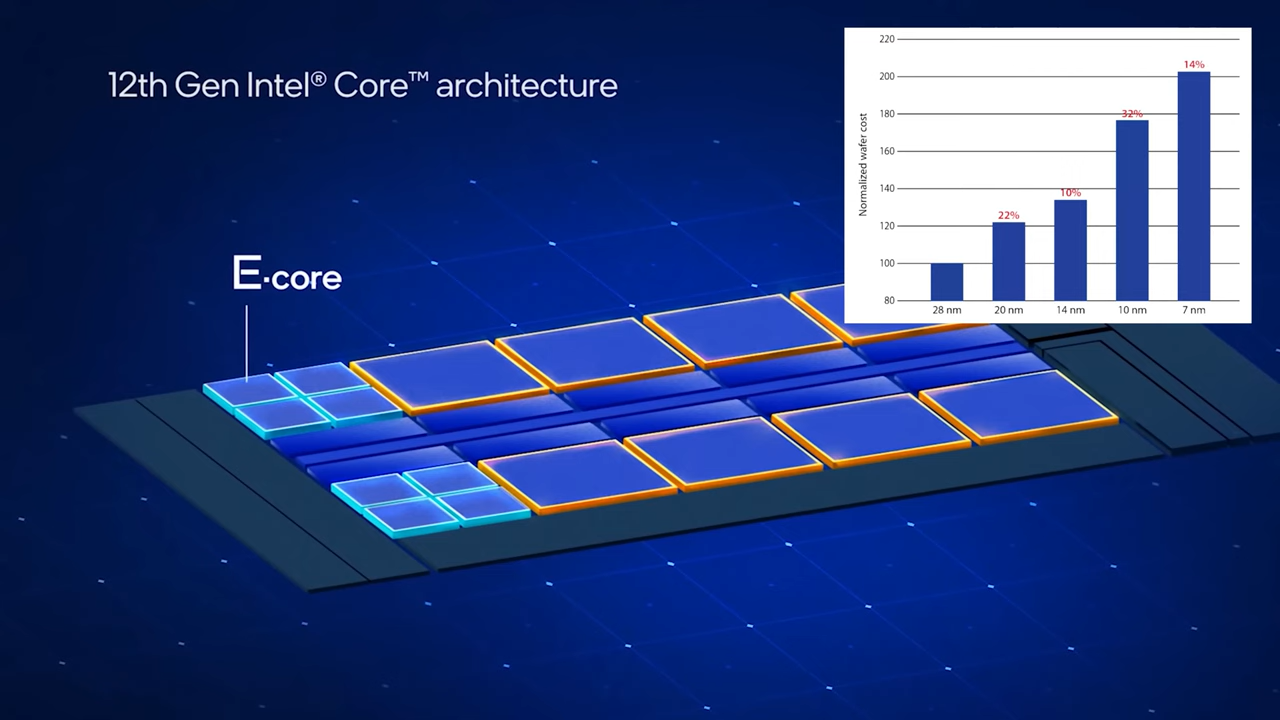 12th Gen Intel® Core™ architecture
E-core
220
200
180
160
140
120
100
80
Normalized wafer cost
22%
10%
32%
14%
28 nm
20 nm
14 nm
10 nm
7 nm